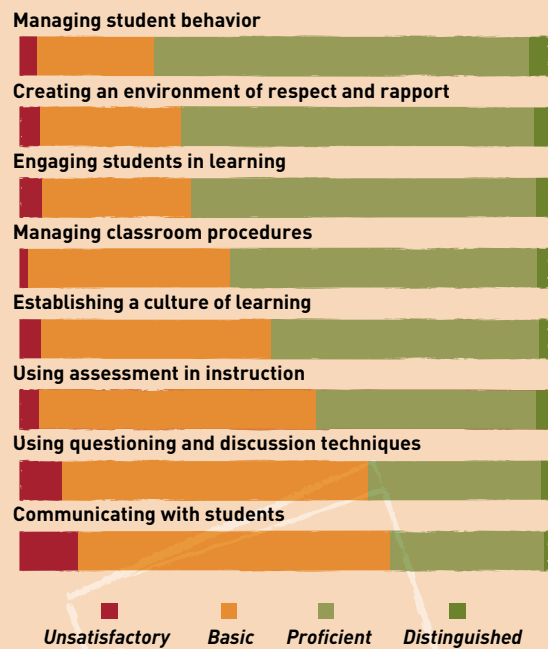 Managing student behavior
Creating an environment of respect and rapport
Engaging students in learning
Managing classroom procedures
Establishing a culture of learning
Using assessment in instruction
Using questioning and discussion techniques
Communicating with students
Unsatisfactory Basic Proficient Distinguished